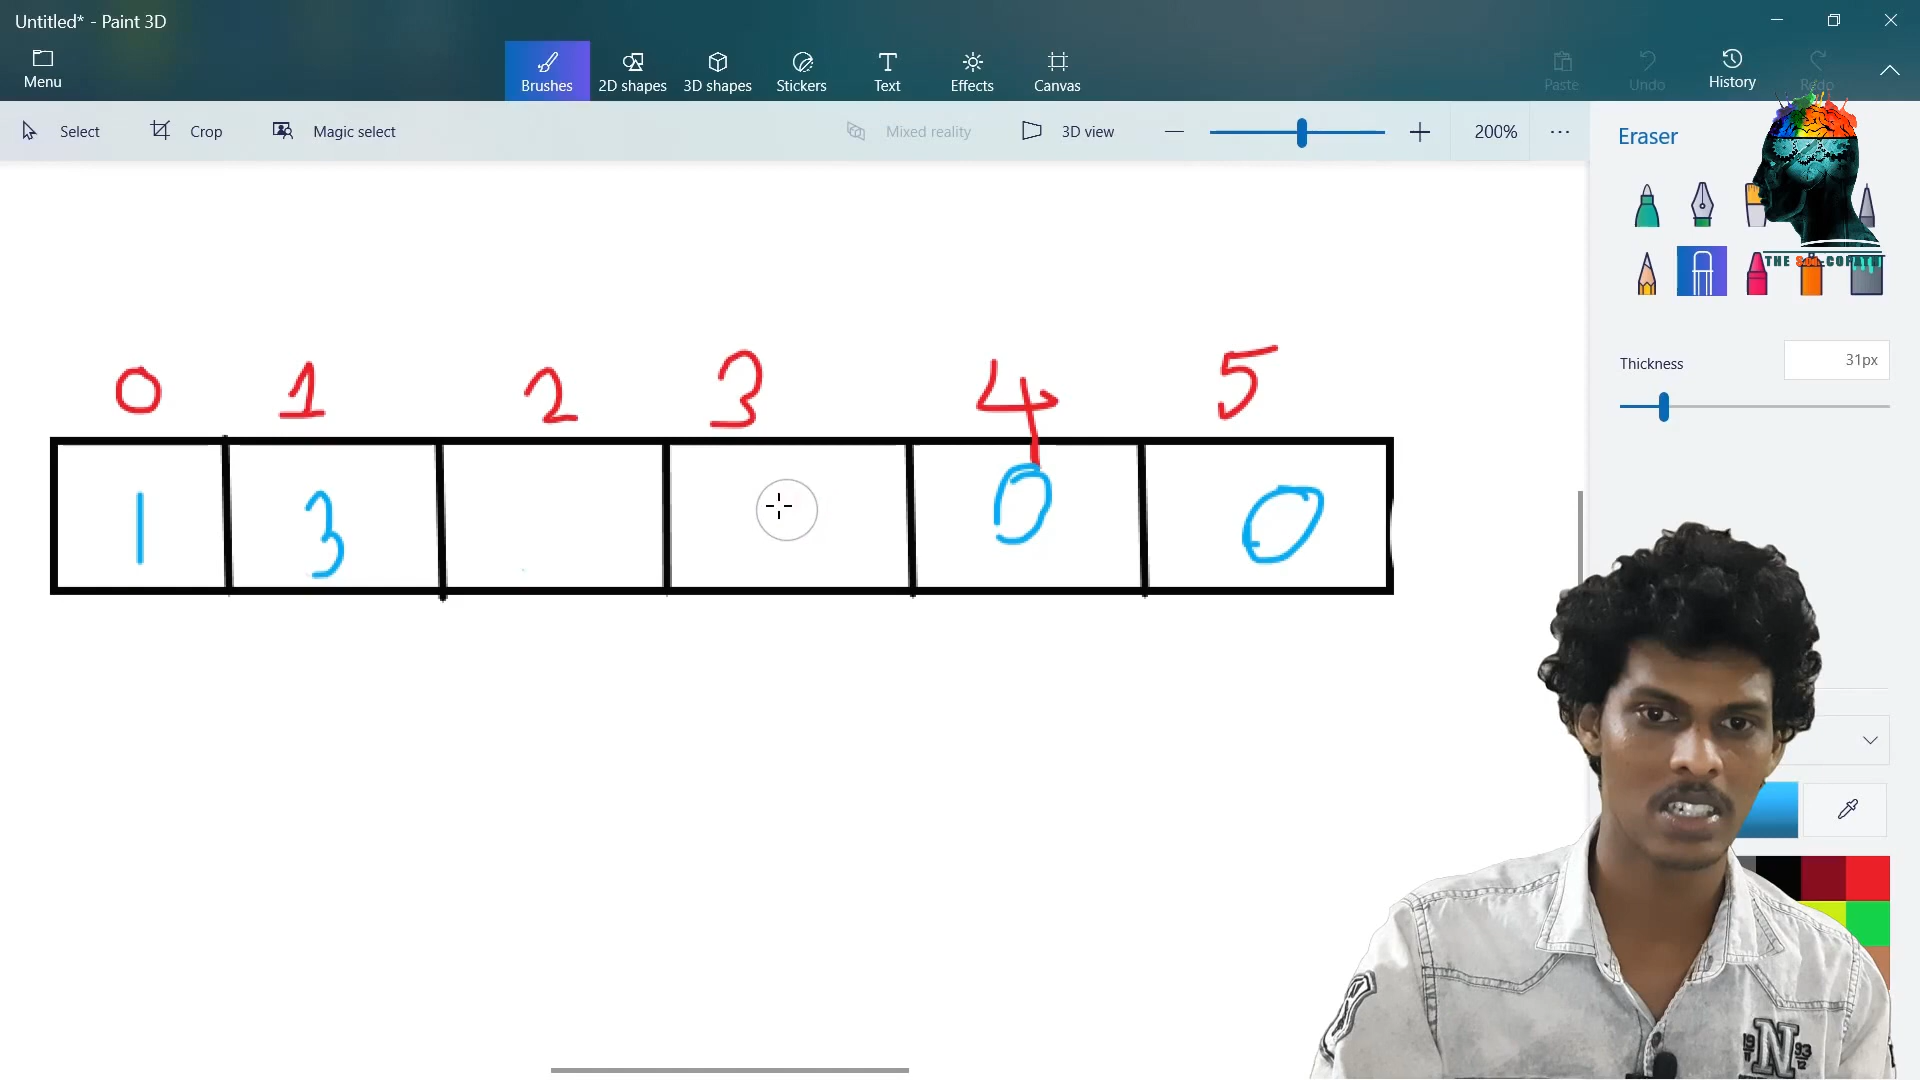 Untitled* - Paint 3D
Menu
Brushes
2D shapes
3D shapes
Stickers
Text
Effects
Canvas
Paste
Undo
History
Redo
Select
Crop
Magic select
Mixed reality
3D view
200%
Eraser
THE
Thickness
31px
0 1 2 3 4 5
1 3 0 0
N
93